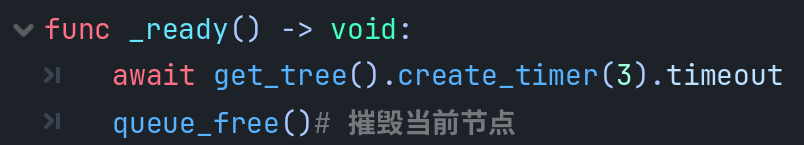 func _ready() -> void:
await get_tree().create_timer(3).timeout
queue_free()# 摧毁当前节点